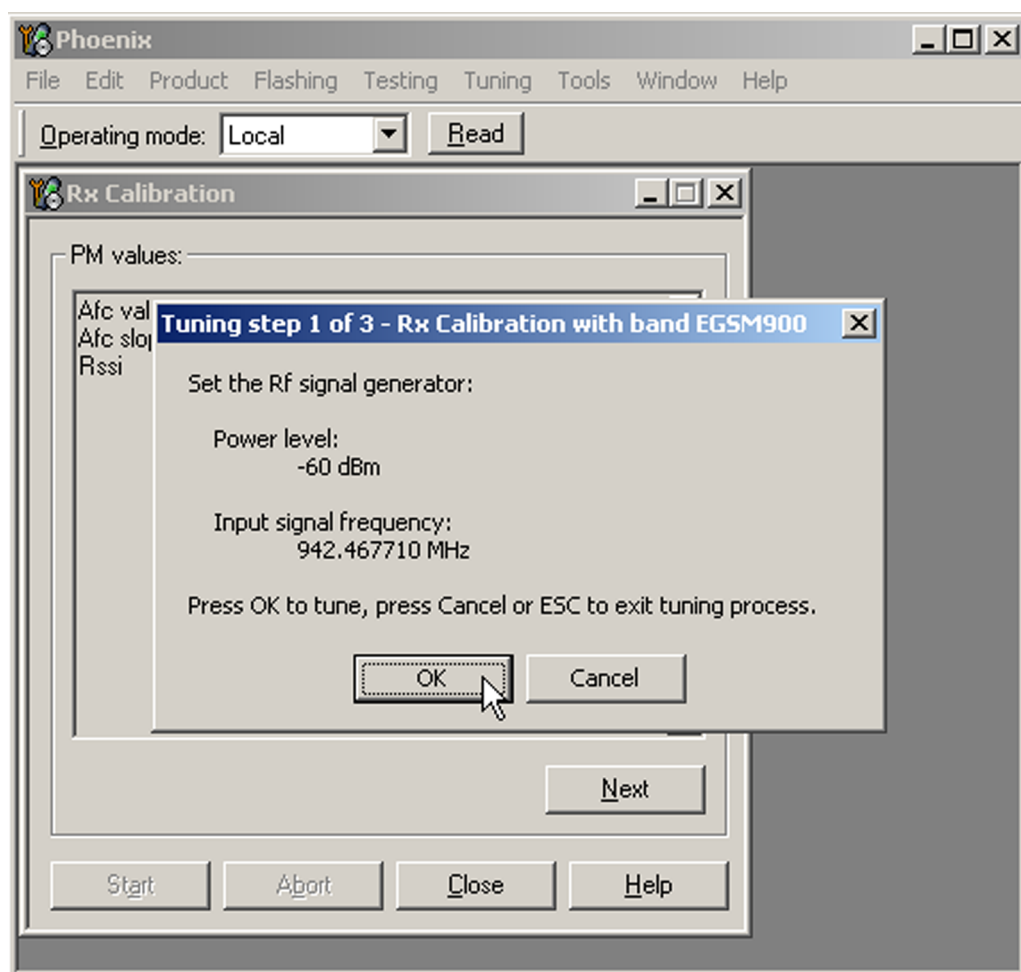 Phoenix
File Edit Product Flashing Testing Tuning Tools Window Help
Operating mode: Local Read
Rx Calibration
PM values:
Afc val
Afc slo
Rssi
Tuning step 1 of 3 - Rx Calibration with band EGSM900
Set the Rf signal generator:
Power level:
-60 dBm
Input signal frequency:
942.467710 MHz
Press OK to tune, press Cancel or ESC to exit tuning process.
OK Cancel
Next
Start Abort Close Help